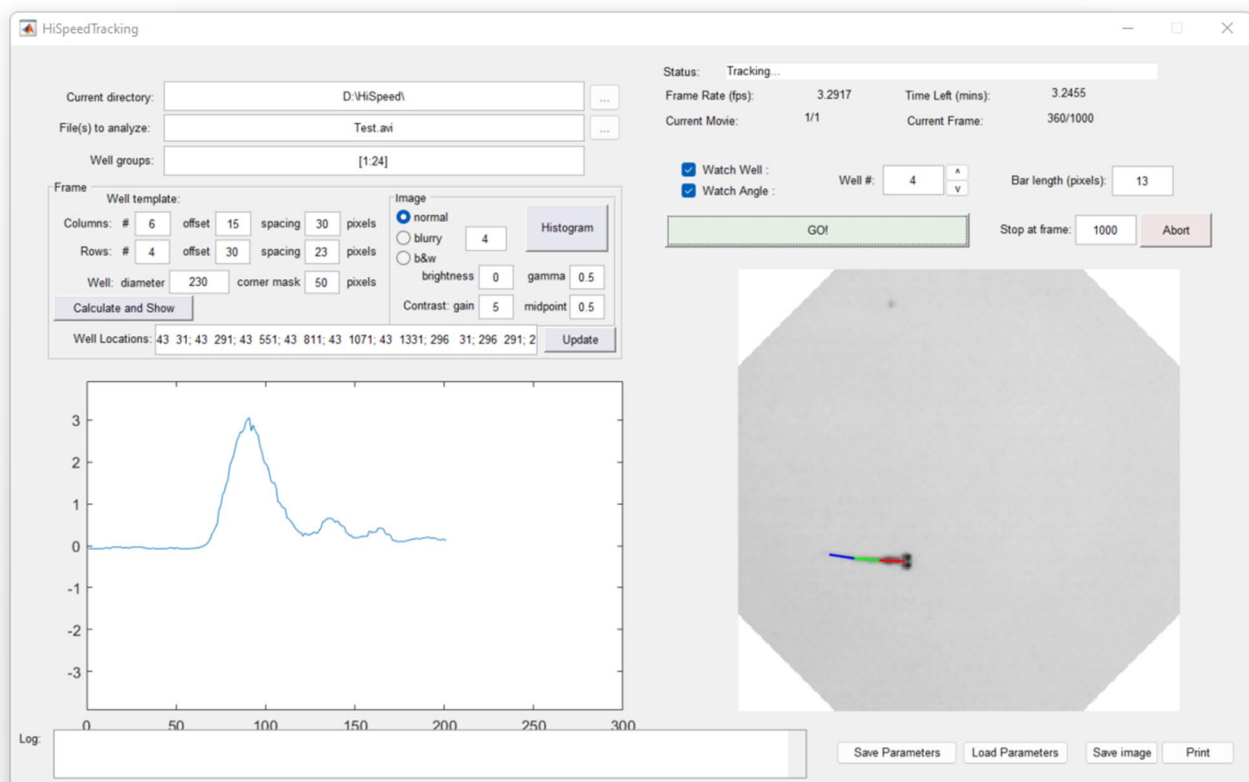 HiSpeedTracking
Current directory: D:\HiSpeed\ ...
File(s) to analyze: Test.avi ...
Well groups: [1:24]
Frame
Well template:
Columns: # 6 offset 15 spacing 30 pixels
Rows: # 4 offset 30 spacing 23 pixels
Well: diameter 230 corner mask 50 pixels
Calculate and Show
Image
normal
blurry 4
b&w
Histogram
brightness 0 gamma 0.5
Contrast: gain 5 midpoint 0.5
Well Locations: 43 31; 43 291; 43 551; 43 811; 43 1071; 43 1331; 296 31; 296 291; 2
Update
Status: Tracking...
Frame Rate (fps): 3.2917 Time Left (mins): 3.2455
Current Movie: 1/1 Current Frame: 360/1000
Watch Well :
Watch Angle :
Well #: 4
Bar length (pixels): 13
GO!
Stop at frame: 1000 Abort
3
2
1
0
-1
-2
-3
0 50 100 150 200 250 300
Log:
Save Parameters Load Parameters Save image Print